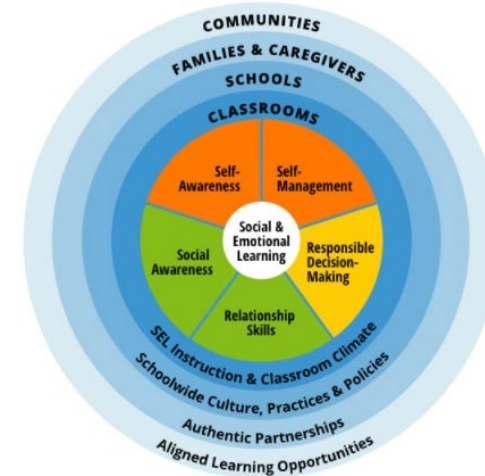 COMMUNITIES
FAMILIES & CAREGIVERS
SCHOOLS
CLASSROOMS
Self-
Awareness
Self-
Management
Social &
Emotional
Learning
Social
Awareness
Responsible
Decision-
Making
Relationship
Skills
SEL Instruction & Classroom Climate
Schoolwide Culture, Practices & Policies
Authentic Partnerships
Aligned Learning Opportunities